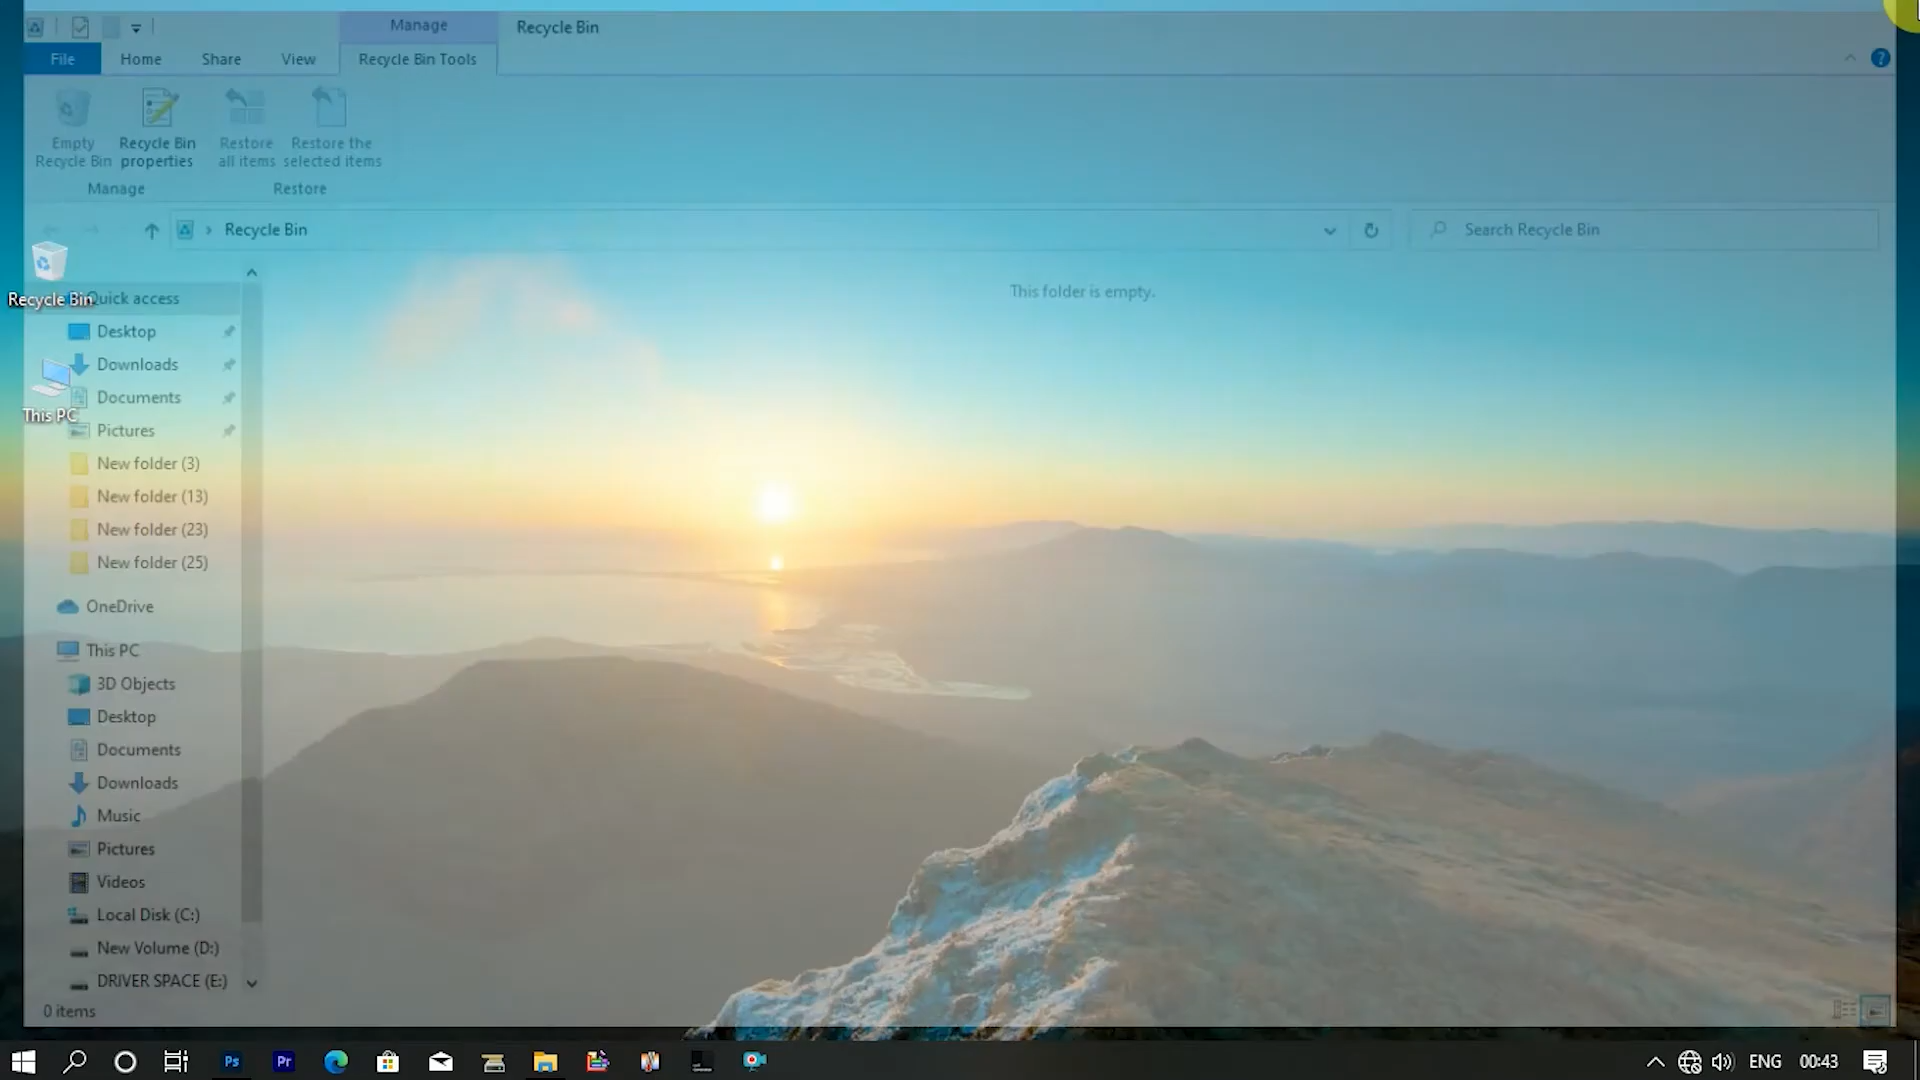 Manage
Recycle Bin
File
Home
Share
View
Recycle Bin Tools
Empty
Recycle Bin
Recycle Bin
properties
Restore
all items
Restore the
selected items
Manage
Restore
Recycle Bin
Search Recycle Bin
This folder is empty.
Recycle Bin
Quick access
Desktop
Downloads
Documents
This PC
Pictures
New folder (3)
New folder (13)
New folder (23)
New folder (25)
OneDrive
This PC
3D Objects
Desktop
Documents
Downloads
Music
Pictures
Videos
Local Disk (C:)
New Volume (D:)
DRIVER SPACE (E:)
0 items
Ps
Pr
ENG
00:43